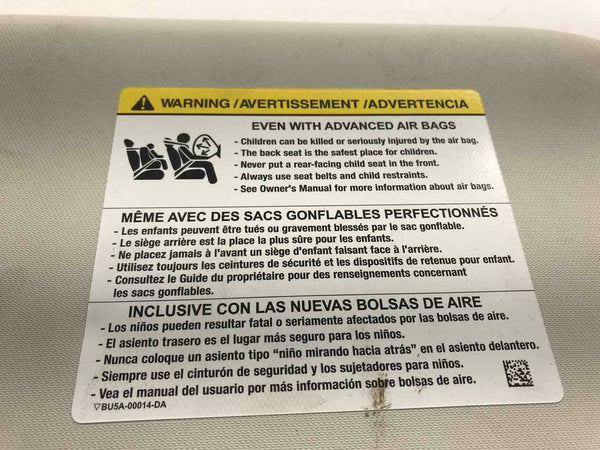 WARNING /AVERTISSEMENT /ADVERTENCIA
EVEN WITH ADVANCED AIR BAGS
- Children can be killed or seriously injured by the air bag.
- The back seat is the safest place for children.
- Never put a rear-facing child seat in the front.
- Always use seat belts and child restraints.
- See Owner's Manual for more information about air bags.
MÊME AVEC DES SACS GONFLABLES PERFECTIONNÉS
- Les enfants peuvent être tués ou gravement blessés par le sac gonflable.
- Le siège arrière est la place la plus sûre pour les enfants.
- Ne placez jamais à l'avant un siège d'enfant faisant face à l'arrière.
- Utilisez toujours les ceintures de sécurité et les dispositifs de retenue pour enfant.
- Consultez le Guide du propriétaire pour des renseignements concernant
les sacs gonflables.
INCLUSIVE CON LAS NUEVAS BOLSAS DE AIRE
- Los niños pueden resultar fatal o seriamente afectados por las bolsas de aire.
- El asiento trasero es el lugar más seguro para los niños.
- Nunca coloque un asiento tipo “niño mirando hacia atrás” en el asiento delantero.
- Siempre use el cinturón de seguridad y los sujetadores para niños.
- Vea el manual del usuario por más información sobre bolsas de aire.
▽BU5A-00014-DA